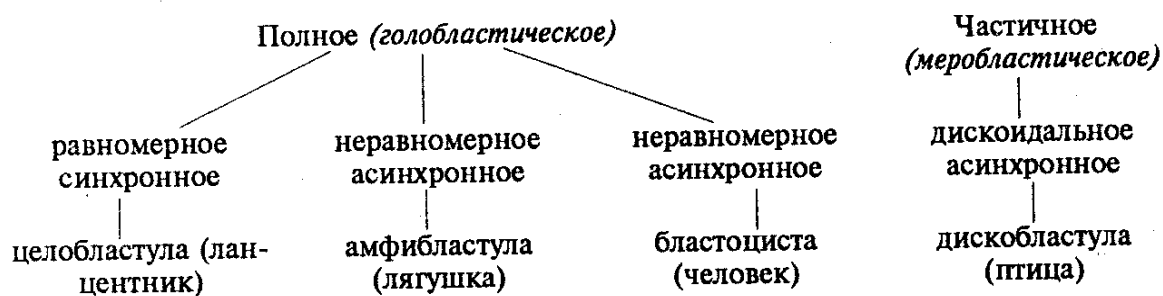 Полное (голобластическое)
Частичное
(меробластическое)
равномерное
синхронное
неравномерное
асинхронное
неравномерное
асинхронное
дискоидальное
асинхронное
целобластула (лан-
центник)
амфибластула
(лягушка)
бластоциста
(человек)
дискобластула
(птица)